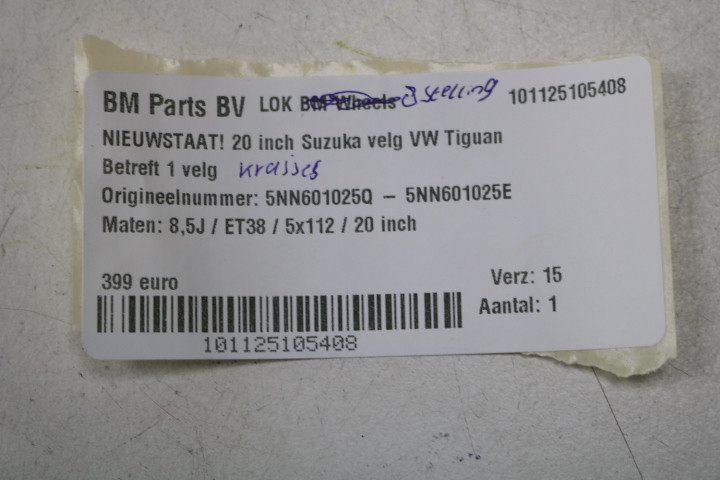 BM Parts BV LOK BM Wheels 3 stelling 101125105408
NIEUWSTAAT! 20 inch Suzuka velg VW Tiguan
Betreft 1 velg krasjes
Origineelnummer: 5NN601025Q – 5NN601025E
Maten: 8,5J / ET38 / 5x112 / 20 inch
399 euro Verz: 15
Aantal: 1
101125105408